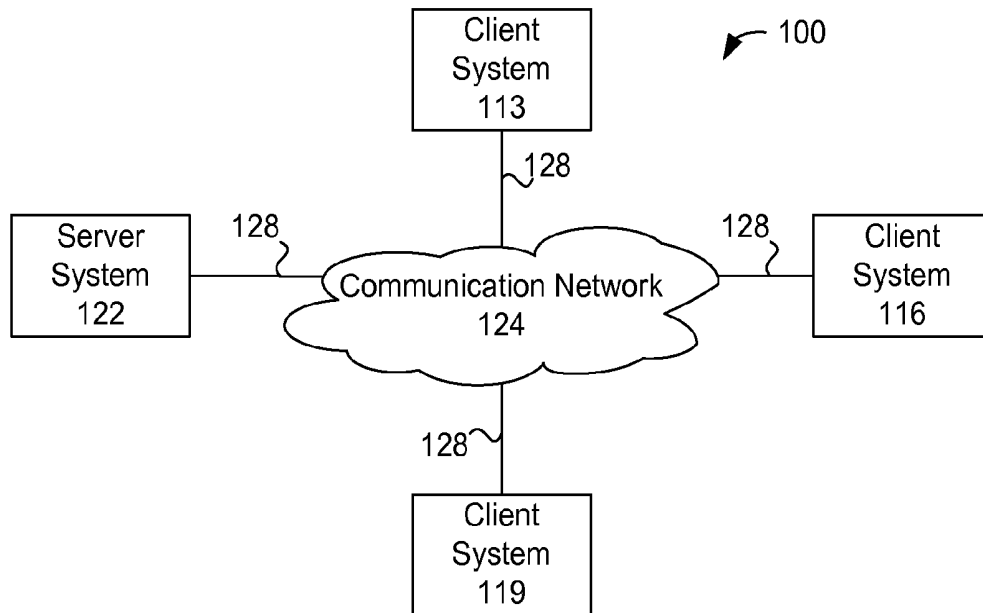 Client
System
113
100
128
Server
System
122
128
Communication Network
124
128
Client
System
116
128
Client
System
119